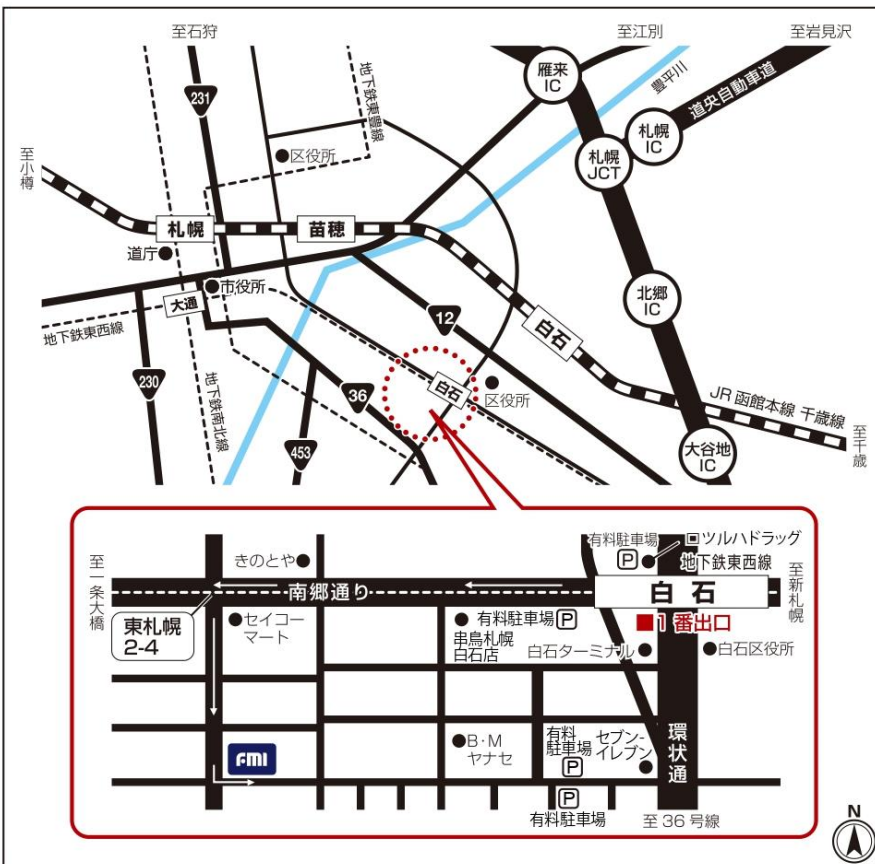 至石狩
至江別
至岩見沢
231
地下鉄東豊線
雁来
IC
豊平川
道央自動車道
札幌
IC
札幌
JCT
至小樽
区役所
札幌
苗穂
道庁
市役所
大通
地下鉄東西線
北郷
IC
12
白石
230
地下鉄南北線
36
白石
区役所
453
JR 函館本線 千歳線
大谷地
IC
至千歳
有料駐車場
P
ツルハドラッグ
地下鉄東西線
至一条大橋
きのとや
南郷通り
白石
至新札幌
東札幌
2-4
セイコー
マート
有料駐車場 P
串鳥札幌
白石店
1番出口
白石ターミナル
白石区役所
FMI
B・M
ヤナセ
有料
駐車場
P
セブン-
イレブン
環状通
P
有料駐車場
至36号線
N